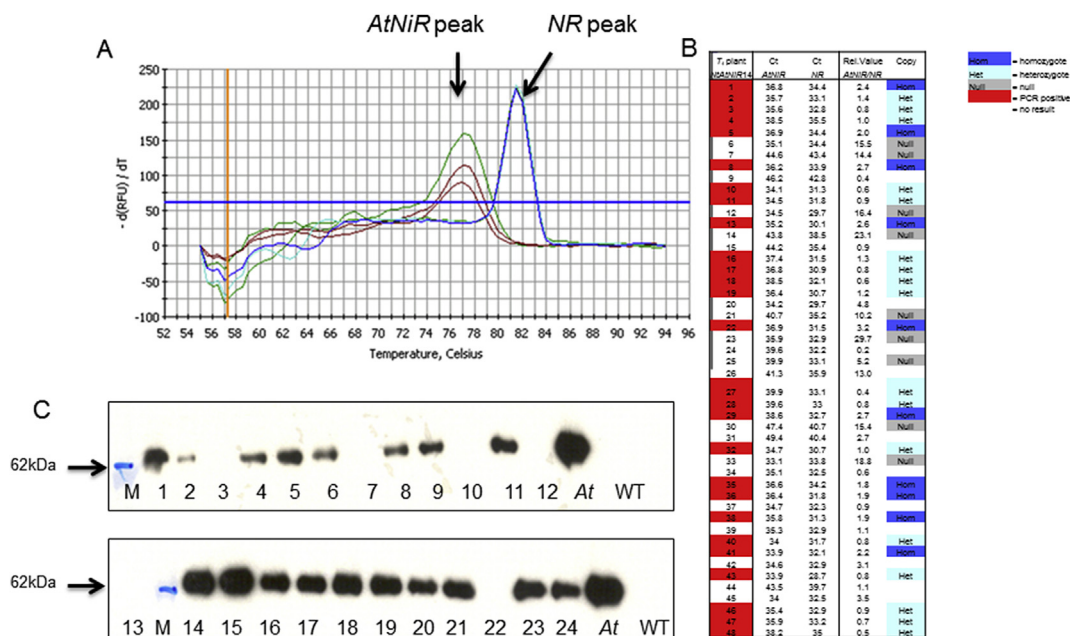 AtNiR peak
NR peak
A
B
250
200
150
100
50
0
-50
-100
- d(RFU) / dT
52 54 56 58 60 62 64 66 68 70 72 74 76 78 80 82 84 86 88 90 92 94 96
Temperature, Celsius
T₁ plant Ct Ct Rel.Value Copy
NtAtNIR14 AtNIR NR AtNIR/NR
1 36.8 34.4 2.4 Hom
2 35.7 33.1 1.4 Het
3 35.6 32.8 0.8 Het
4 38.5 35.5 1.0 Het
5 36.9 34.4 2.0 Hom
6 35.1 34.4 15.5 Null
7 44.6 43.4 14.4 Null
8 36.2 33.9 2.7 Hom
9 46.2 42.8 0.4
10 34.1 31.3 0.6 Het
11 34.5 31.8 0.9 Het
12 34.5 29.7 16.4 Null
13 35.2 30.1 2.6 Hom
14 43.8 38.5 23.1 Null
15 44.2 35.4 0.9
16 37.4 31.5 1.3 Het
17 36.8 30.9 0.8 Het
18 38.5 32.1 0.6 Het
19 36.4 30.7 1.2 Het
20 34.2 29.7 4.8
21 40.7 35.2 10.2 Null
22 36.9 31.5 3.2 Hom
23 35.9 32.9 29.7 Null
24 39.6 32.2 0.2
25 39.9 33.1 5.2 Null
26 41.3 35.9 13.0
27 39.9 33.1 0.4 Het
28 39.6 33 0.8 Het
29 38.6 32.7 2.7 Hom
30 47.4 40.7 15.4 Null
31 49.4 40.4 2.7
32 34.7 30.7 1.0 Het
33 33.1 33.8 18.8 Null
34 35.1 32.5 0.6
35 36.6 34.2 1.8 Hom
36 36.4 31.8 1.9 Hom
37 34.7 32.3 0.9
38 35.8 31.3 1.9 Hom
39 35.3 32.9 1.1
40 34 31.7 0.8 Het
41 33.9 32.1 2.2 Hom
42 34.6 32.9 3.1
43 33.9 28.7 0.8 Het
44 43.5 39.7 1.1
45 34 32.5 3.5
46 35.4 32.9 0.9 Het
47 35.9 33.2 0.7 Het
48 38.2 35 0.5 Het
Hom = homozygote
Het = heterozygote
Null = null
= PCR positive
= no result
C
62kDa
M 1 2 3 4 5 6 7 8 9 10 11 12 At WT
62kDa
13 M 14 15 16 17 18 19 20 21 22 23 24 At WT